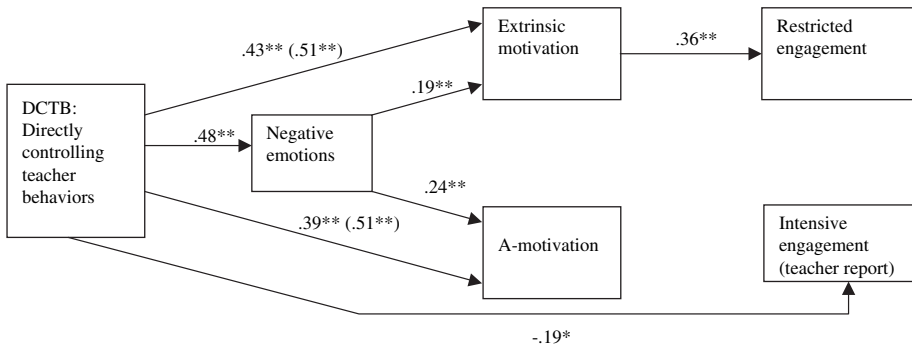 Extrinsic
motivation
Restricted
engagement
.43** (.51**)
.36**
DCTB:
Directly
controlling
teacher
behaviors
.19**
.48**
Negative
emotions
.24**
.39** (.51**)
A-motivation
Intensive
engagement
(teacher report)
-.19*